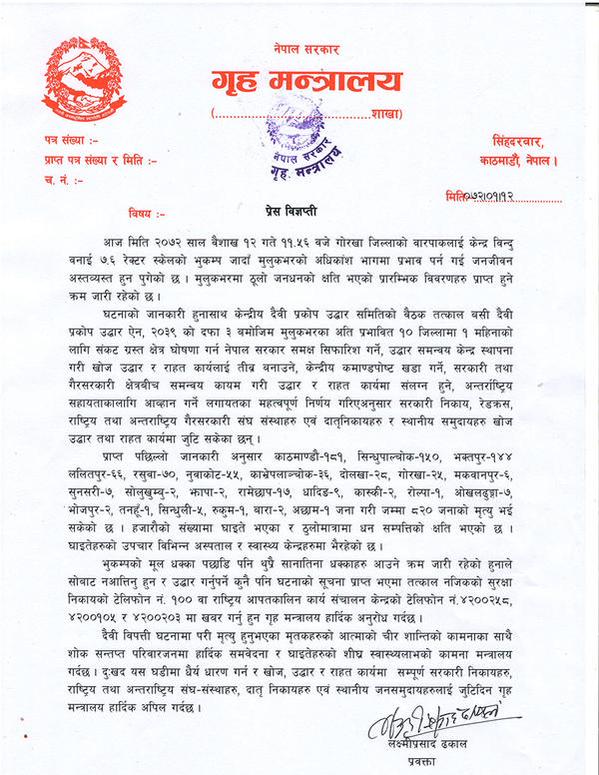 नेपाल सरकार
गृह मन्त्रालय
(.......................................शाखा)
नेपाल सरकार
गृह मन्त्रालय
पत्र संख्या :-
प्राप्त पत्र संख्या र मिति :-
च. नं. :-
सिंहदरवार,
काठमाडौं, नेपाल ।
मिति:०७२।०१।१२
विषय :- प्रेस विज्ञप्ती
आज मिति २०७२ साल बैशाख १२ गते ११.५६ बजे गोरखा जिल्लाको वारपाकलाई केन्द्र विन्दु
वनाई ७.६ रेक्टर स्केलको भुकम्प जादाँ मुलुकभरको अधिकांश भागमा प्रभाव पर्न गई जनजीवन
अस्तव्यस्त हुन पुगेको छ । मुलुकभरमा ठूलो जनधनको क्षति भएको प्रारम्भिक विवरणहरु प्राप्त हुने
क्रम जारी रहेको छ ।
घटनाको जानकारी हुनासाथ केन्द्रीय दैवी प्रकोप उद्धार समितिको बैठक तत्काल बसी दैवी
प्रकोप उद्धार ऐन, २०३९ को दफा ३ बमोजिम मुलुकभरका अति प्रभावित १० जिल्लामा १ महिनाको
लागि संकट ग्रस्त क्षेत्र घोषणा गर्न नेपाल सरकार समक्ष सिफारिश गर्ने, उद्धार समन्वय केन्द्र स्थापना
गरी खोज उद्धार र राहत कार्यलाई तीव्र बनाउने, केन्द्रीय कमाण्डपोष्ट खडा गर्ने, सरकारी तथा
गैरसरकारी क्षेत्रबीच समन्वय कायम गरी उद्धार र राहत कार्यमा संलग्न हुने, अन्तर्राष्ट्रिय
सहायताकालागि आव्हान गर्ने लगायतका महत्वपूर्ण निर्णय गरिएअनुसार सरकारी निकाय, रेडक्रस,
राष्ट्रिय तथा अन्तर्राष्ट्रिय गैरसरकारी संघ संस्थाहरु एवं दातृनिकायहरु र स्थानीय समुदायहरु खोज
उद्धार तथा राहत कार्यमा जुटि सकेका छन् ।
प्राप्त पछिल्लो जानकारी अनुसार काठमाण्डौ-१८१, सिन्धुपाल्चोक-१५०, भक्तपुर-१४४
ललितपुर-६६, रसुवा-७०, नुवाकोट-५५, काभ्रेपलाञ्चोक-३६, दोलखा-२८, गोरखा-२५, मकवानपुर-६,
सुनसरी-७, सोलुखुम्बु-२, झापा-२, रामेछाप-१७, धादिङ-९, कास्की-२, रोल्पा-१, ओखलढुङ्गा-७,
भोजपुर-२, तनहूँ-१, सिन्धुली-५, रुकुम-१, बारा-२, अछाम-१ जना गरी जम्मा ८२० जनाको मृत्यु भई
सकेको छ । हजारौंको संख्यामा घाइते भएका र ठुलोमात्रामा धन सम्पत्तिको क्षति भएको छ ।
घाइतेहरुको उपचार विभिन्न अस्पताल र स्वास्थ्य केन्द्रहरुमा भैरहेको छ ।
भुकम्पको मूल धक्का पछाडि पनि थुप्रै सानातिना धक्काहरु आउने क्रम जारी रहेको हुनाले
सोबाट नआत्तिनु हुन र उद्धार गर्नुपर्ने कुनै पनि घटनाको सूचना प्राप्त भएमा तत्काल नजिकको सुरक्षा
निकायको टेलिफोन नं. १०० वा राष्ट्रिय आपतकालिन कार्य संचालन केन्द्रको टेलिफोन नं.४२००२५८,
४२००१०५ र ४२००२०३ मा खवर गर्नु हुन गृह मन्त्रालय हार्दिक अनुरोध गर्दछ ।
दैवी विपत्ती घटनामा परी मृत्यु हुनुभएका मृतकहरुको आत्माको चीर शान्तिको कामनाका साथै
शोक सन्तप्त परिवारजनमा हार्दिक समवेदना र घाइतेहरुको शीघ्र स्वास्थ्यलाभको कामना मन्त्रालय
गर्दछ । दुःखद यस घडीमा धैर्य धारण गर्न र खोज, उद्धार र राहत कार्यमा सम्पूर्ण सरकारी निकायहरु,
राष्ट्रिय तथा अन्तराष्ट्रिय संघ-संस्थाहरु, दातृ निकायहरु एवं स्थानीय जनसमुदायहरुलाई जुटिदिन गृह
मन्त्रालय हार्दिक अपिल गर्दछ ।
लक्ष्मीप्रसाद ढकाल
प्रवक्ता